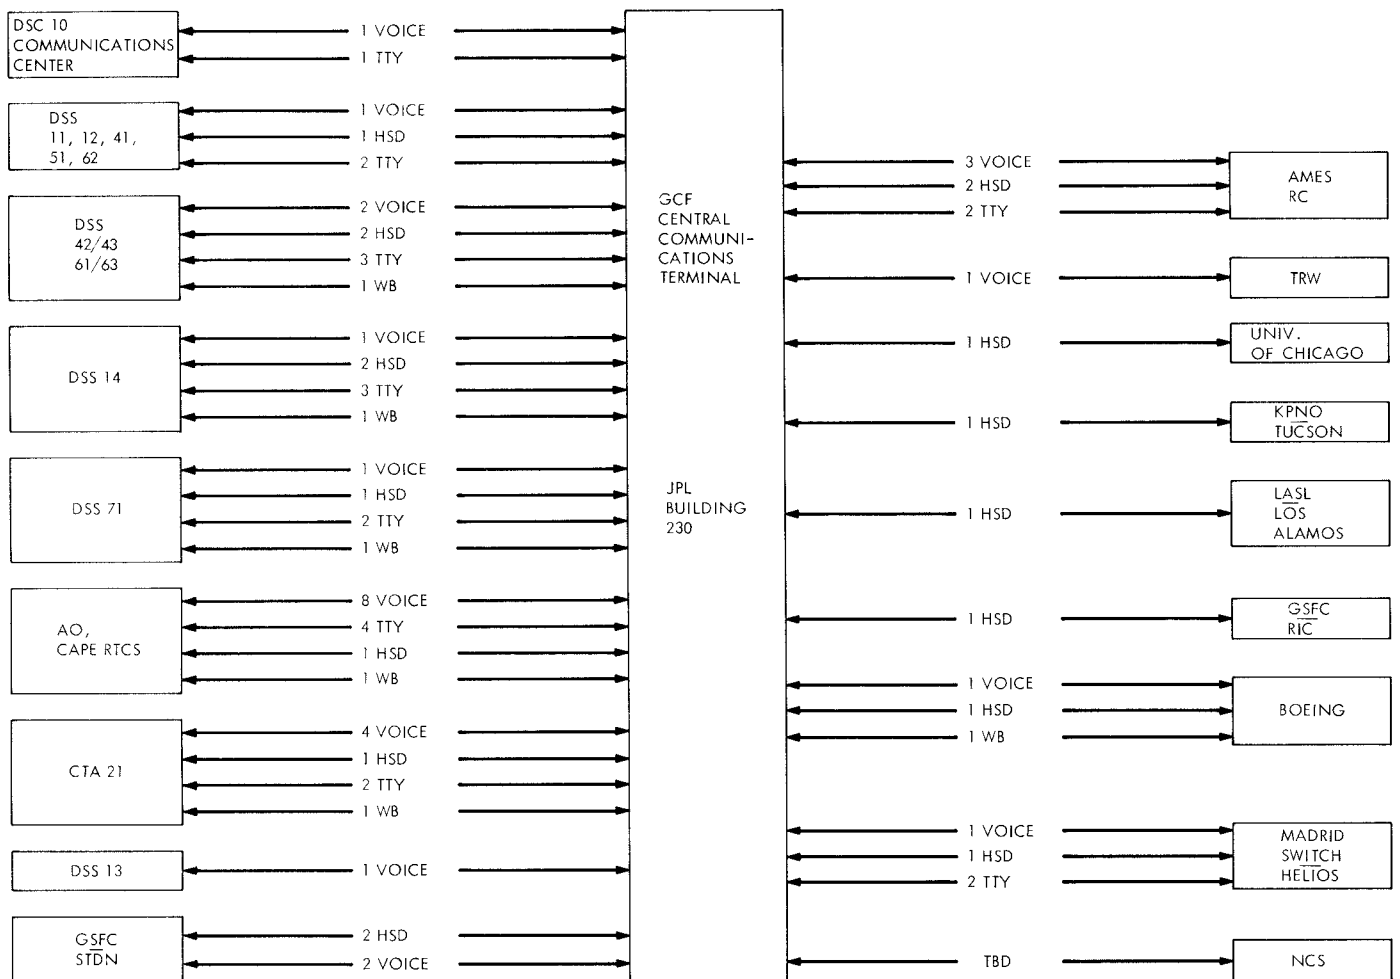 DSC 10
COMMUNICATIONS
CENTER
1 VOICE
1 TTY
DSS
11, 12, 41,
51, 62
1 VOICE
1 HSD
2 TTY
DSS
42/43
61/63
2 VOICE
2 HSD
3 TTY
1 WB
DSS 14
1 VOICE
2 HSD
3 TTY
1 WB
DSS 71
1 VOICE
1 HSD
2 TTY
1 WB
AO,
CAPE RTCS
8 VOICE
4 TTY
1 HSD
1 WB
CTA 21
4 VOICE
1 HSD
2 TTY
1 WB
DSS 13
1 VOICE
GSFC
STDN
2 HSD
2 VOICE
GCF
CENTRAL
COMMUNI-
CATIONS
TERMINAL
JPL
BUILDING
230
3 VOICE
2 HSD
2 TTY
AMES
RC
1 VOICE
TRW
1 HSD
UNIV.
OF CHICAGO
1 HSD
KPNO
TUCSON
1 HSD
LASL
LOS
ALAMOS
1 HSD
GSFC
RIC
1 VOICE
1 HSD
1 WB
BOEING
1 VOICE
1 HSD
2 TTY
MADRID
SWITCH
HELIOS
TBD
NCS